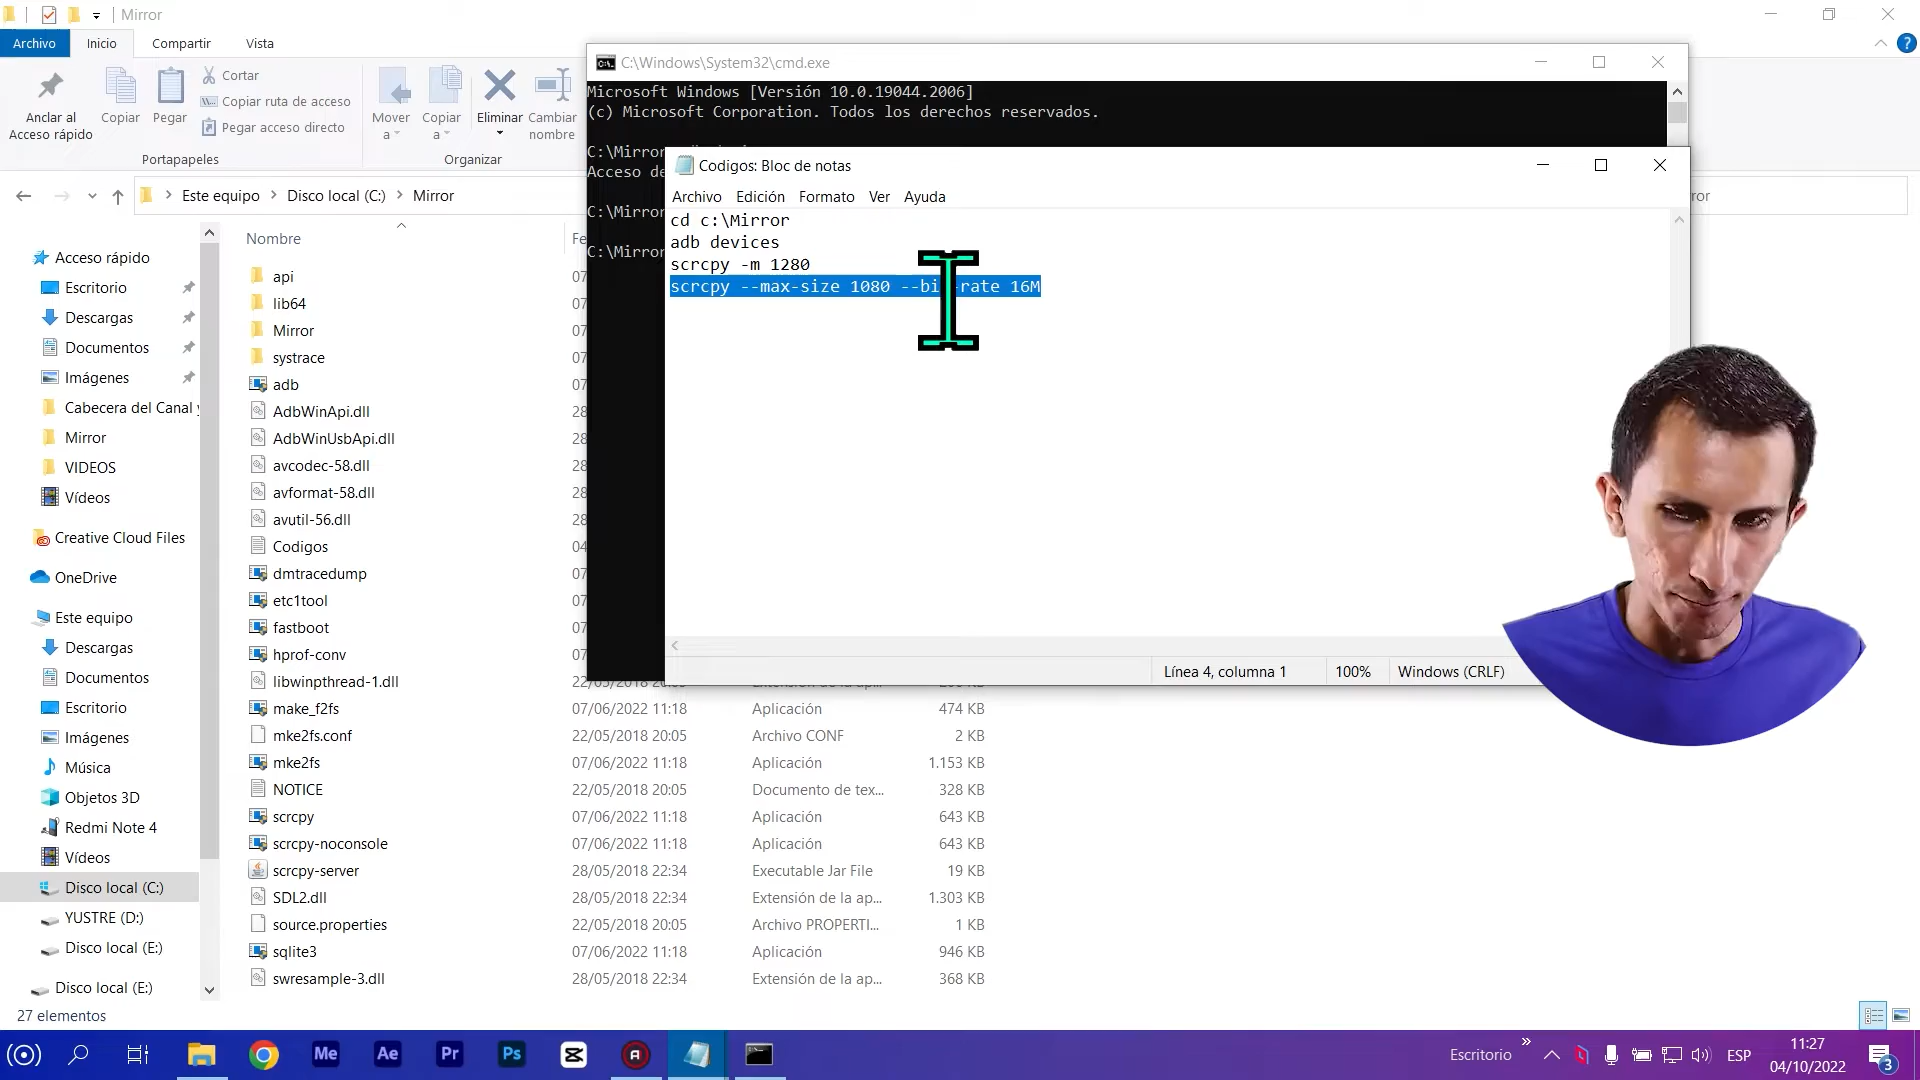 Mirror
Archivo
Inicio
Compartir
Vista
Anclar al
Acceso rápido
Copiar
Pegar
Cortar
Copiar ruta de acceso
Pegar acceso directo
Portapapeles
Mover
a
Copiar
a
Eliminar
Cambiar
nombre
Organizar
Este equipo
Disco local (C:)
Mirror
Nombre
Acceso rápido
Escritorio
Descargas
Documentos
Imágenes
Cabecera del Canal
Mirror
VIDEOS
Vídeos
Creative Cloud Files
OneDrive
Este equipo
Descargas
Documentos
Escritorio
Imágenes
Música
Objetos 3D
Redmi Note 4
Vídeos
Disco local (C:)
YUSTRE (D:)
Disco local (E:)
Disco local (E:)
27 elementos
api
lib64
Mirror
systrace
adb
AdbWinApi.dll
AdbWinUsbApi.dll
avcodec-58.dll
avformat-58.dll
avutil-56.dll
Codigos
dmtracedump
etc1tool
fastboot
hprof-conv
libwinpthread-1.dll
make_f2fs 07/06/2022 11:18 Aplicación 474 KB
mke2fs.conf 22/05/2018 20:05 Archivo CONF 2 KB
mke2fs 07/06/2022 11:18 Aplicación 1.153 KB
NOTICE 22/05/2018 20:05 Documento de tex... 328 KB
scrcpy 07/06/2022 11:18 Aplicación 643 KB
scrcpy-noconsole 07/06/2022 11:18 Aplicación 643 KB
scrcpy-server 28/05/2018 22:34 Executable Jar File 19 KB
SDL2.dll 28/05/2018 22:34 Extensión de la ap... 1.303 KB
source.properties 22/05/2018 20:05 Archivo PROPERTI... 1 KB
sqlite3 07/06/2022 11:18 Aplicación 946 KB
swresample-3.dll 28/05/2018 22:34 Extensión de la ap... 368 KB
C:\Windows\System32\cmd.exe
Microsoft Windows [Versión 10.0.19044.2006]
(c) Microsoft Corporation. Todos los derechos reservados.
C:\Mirror
Acceso de
C:\Mirror
C:\Mirror
Codigos: Bloc de notas
Archivo Edición Formato Ver Ayuda
cd c:\Mirror
adb devices
scrcpy -m 1280
scrcpy --max-size 1080 --bit-rate 16M
Línea 4, columna 1
100%
Windows (CRLF)
Me
Ae
Pr
Ps
Escritorio
ESP
11:27
04/10/2022
3